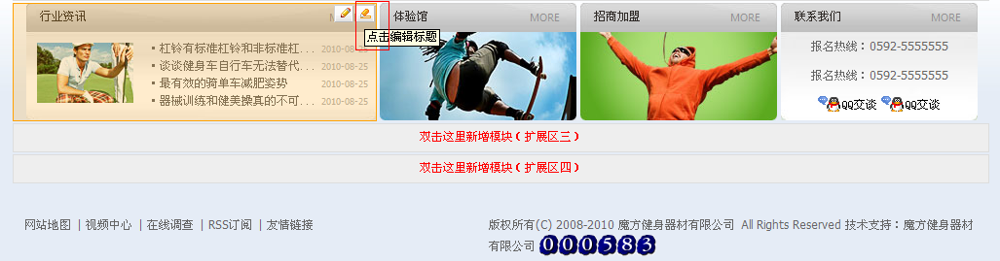 行业资讯
体验馆 MORE
招商加盟 MORE
联系我们 MORE
点击编辑标题
杠铃有标准杠铃和非标准杠... 2010-08-25
谈谈健身车自行车无法替代... 2010-08-25
最有效的骑单车减肥姿势 2010-08-25
器械训练和健美操真的不可... 2010-08-25
报名热线：0592-5555555
报名热线：0592-5555555
QQ交谈 QQ交谈
双击这里新增模块（扩展区三）
双击这里新增模块（扩展区四）
网站地图 | 视频中心 | 在线调查 | RSS订阅 | 友情链接
版权所有(C) 2008-2010 魔方健身器材有限公司 All Rights Reserved 技术支持：魔方健身器材
有限公司 000583